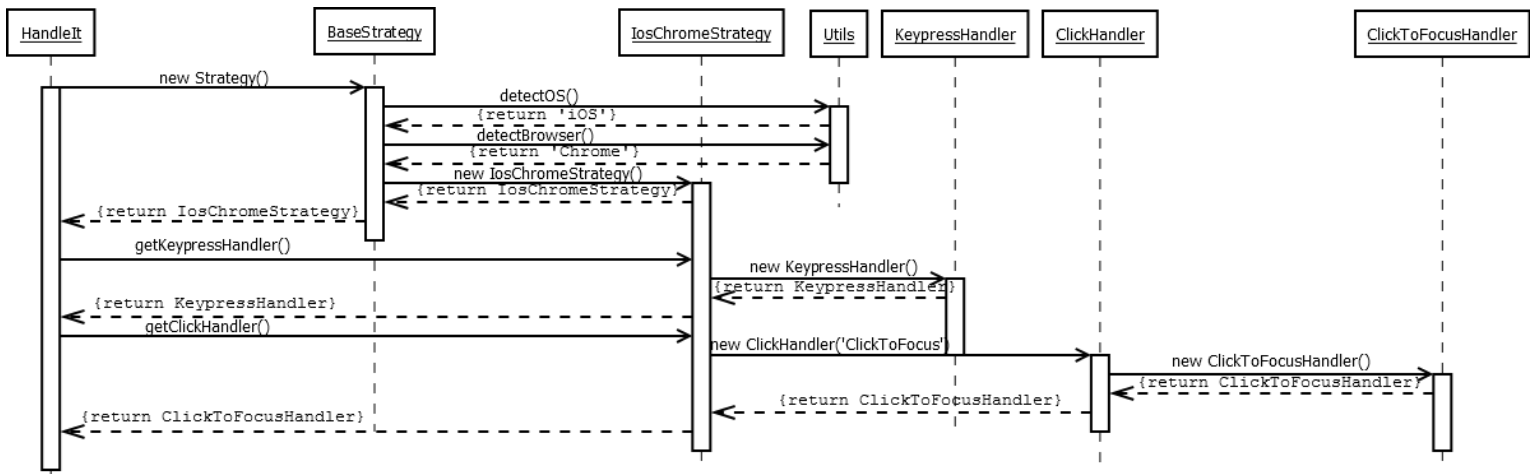 HandleIt
BaseStrategy
IosChromeStrategy
Utils
KeypressHandler
ClickHandler
ClickToFocusHandler
new Strategy()
detectOS()
{return 'iOS'}
detectBrowser()
{return 'Chrome'}
new IosChromeStrategy()
{return IosChromeStrategy}
{return IosChromeStrategy}
getKeypressHandler()
new KeypressHandler()
{return KeypressHandler}
{return KeypressHandler}
getClickHandler()
new ClickHandler('ClickToFocus')
new ClickToFocusHandler()
{return ClickToFocusHandler}
{return ClickToFocusHandler}
{return ClickToFocusHandler}